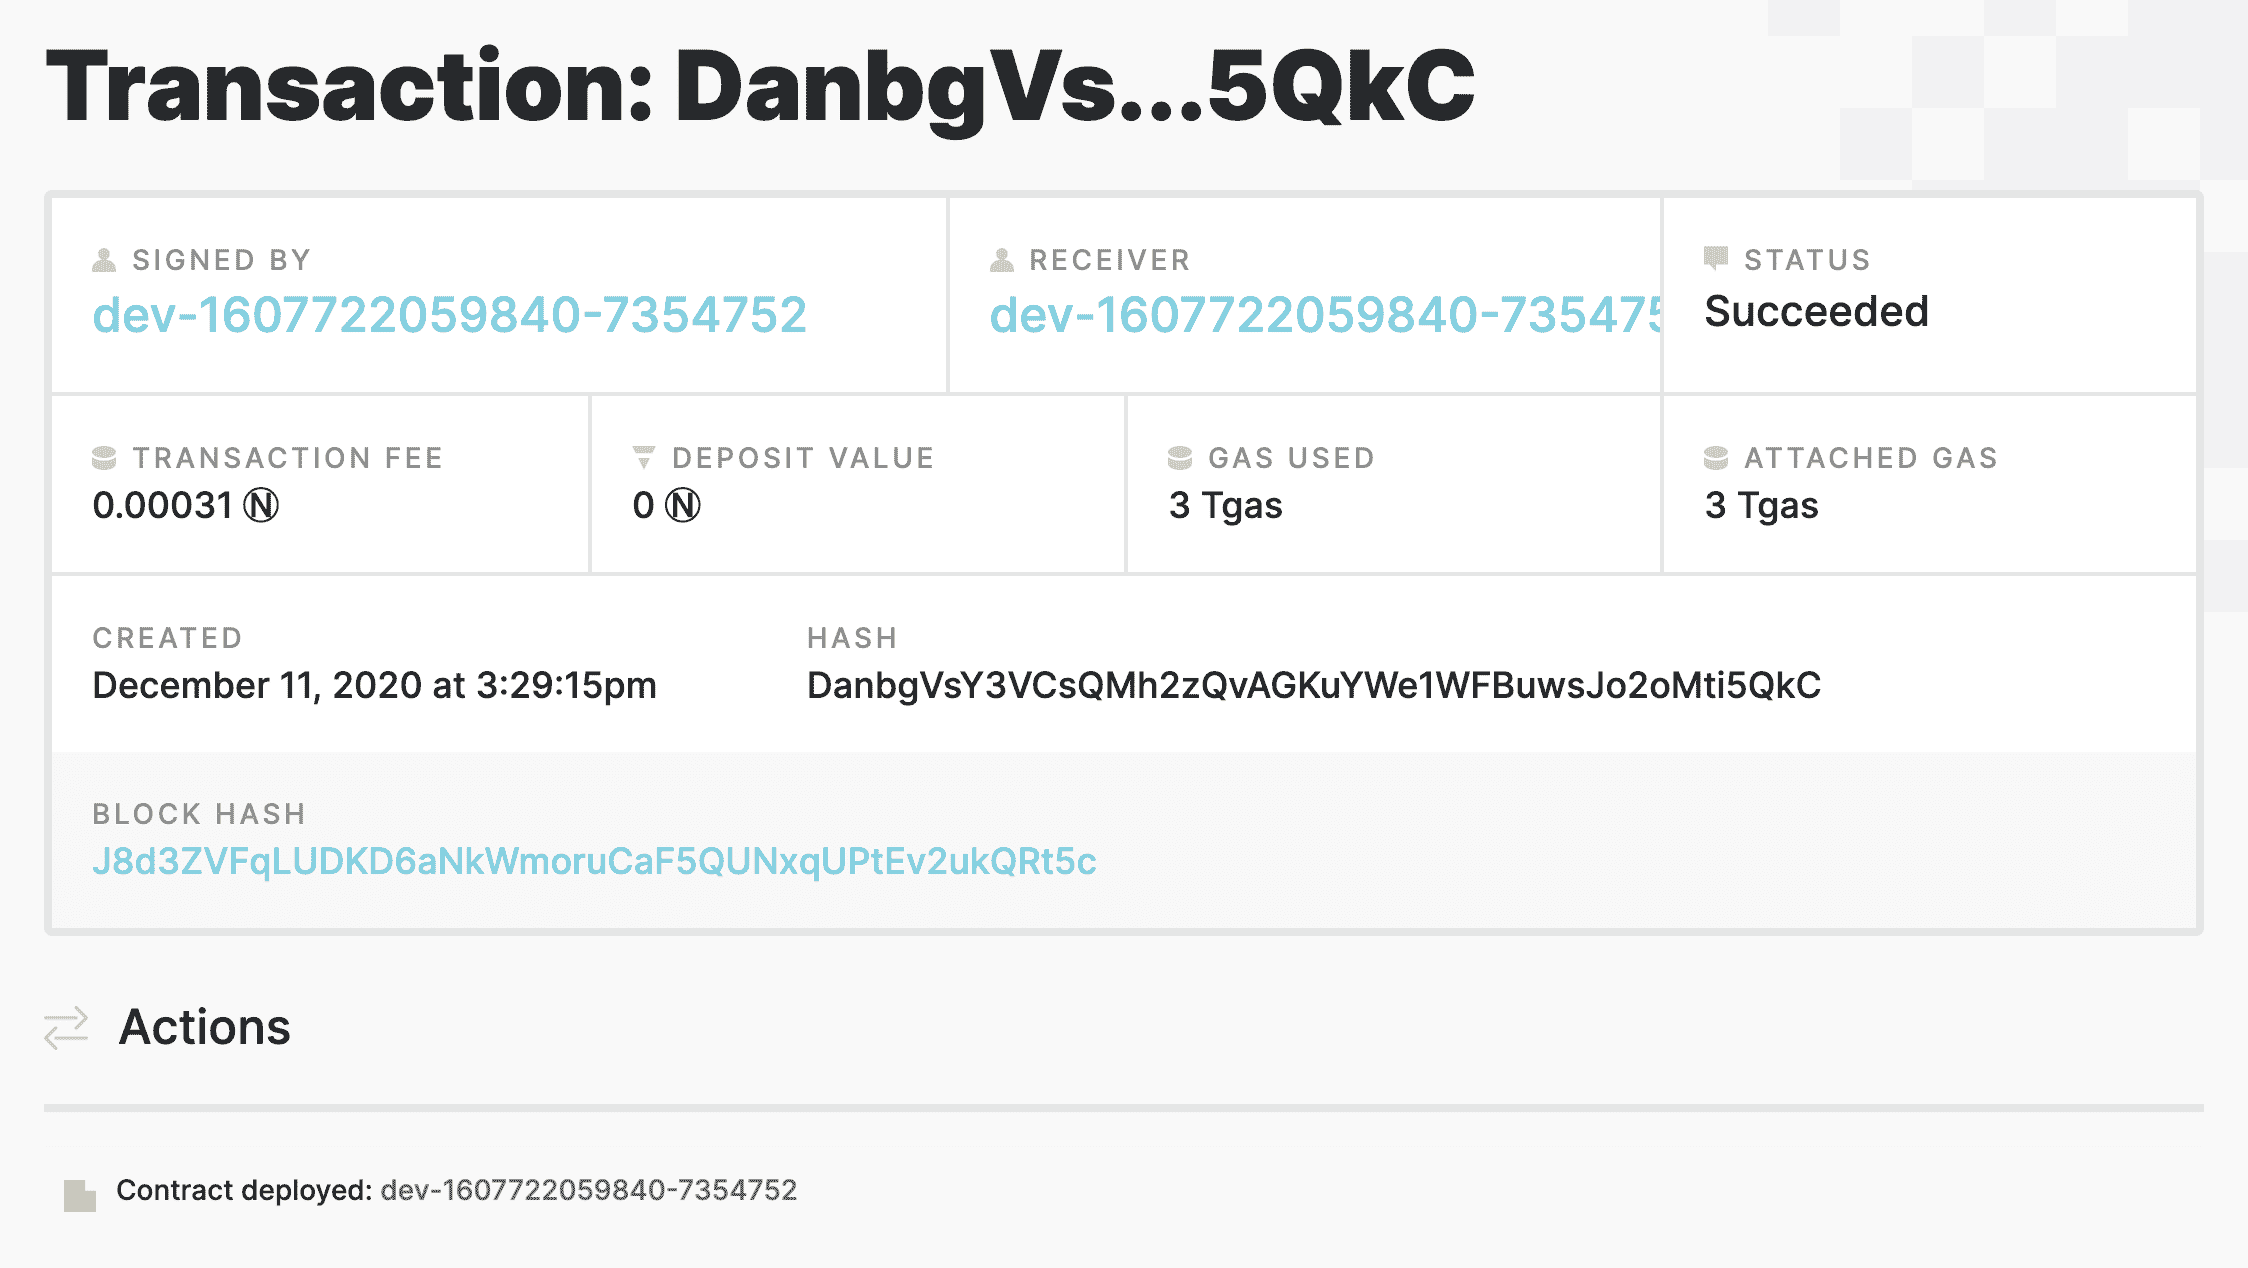 Transaction: DanbgVs...5QkC
SIGNED BY
dev-1607722059840-7354752
RECEIVER
dev-1607722059840-735475
STATUS
Succeeded
TRANSACTION FEE
0.00031 Ⓝ
DEPOSIT VALUE
0 Ⓝ
GAS USED
3 Tgas
ATTACHED GAS
3 Tgas
CREATED
December 11, 2020 at 3:29:15pm
HASH
DanbgVsY3VCsQMh2zQvAGKuYWe1WFBuwsJo2oMti5QkC
BLOCK HASH
J8d3ZVFqLUDKD6aNkWmoruCaF5QUNxqUPtEv2ukQRt5c
Actions
Contract deployed: dev-1607722059840-7354752